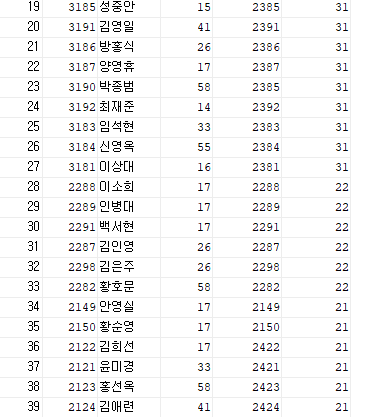 19 3185 성중안 15 2385 31
20 3191 김영일 41 2391 31
21 3186 방홍식 26 2386 31
22 3187 양영휴 17 2387 31
23 3190 박종범 58 2385 31
24 3192 최재준 14 2392 31
25 3183 임석현 33 2383 31
26 3184 신영옥 55 2384 31
27 3181 이상대 16 2381 31
28 2288 이소희 17 2288 22
29 2289 인병대 17 2289 22
30 2291 백서현 17 2291 22
31 2287 김인영 26 2287 22
32 2298 김은주 26 2298 22
33 2282 황호문 58 2282 22
34 2149 안영실 17 2149 21
35 2150 황순영 17 2150 21
36 2122 김희선 17 2422 21
37 2121 윤미경 33 2421 21
38 2123 홍선옥 58 2423 21
39 2124 김애련 41 2424 21